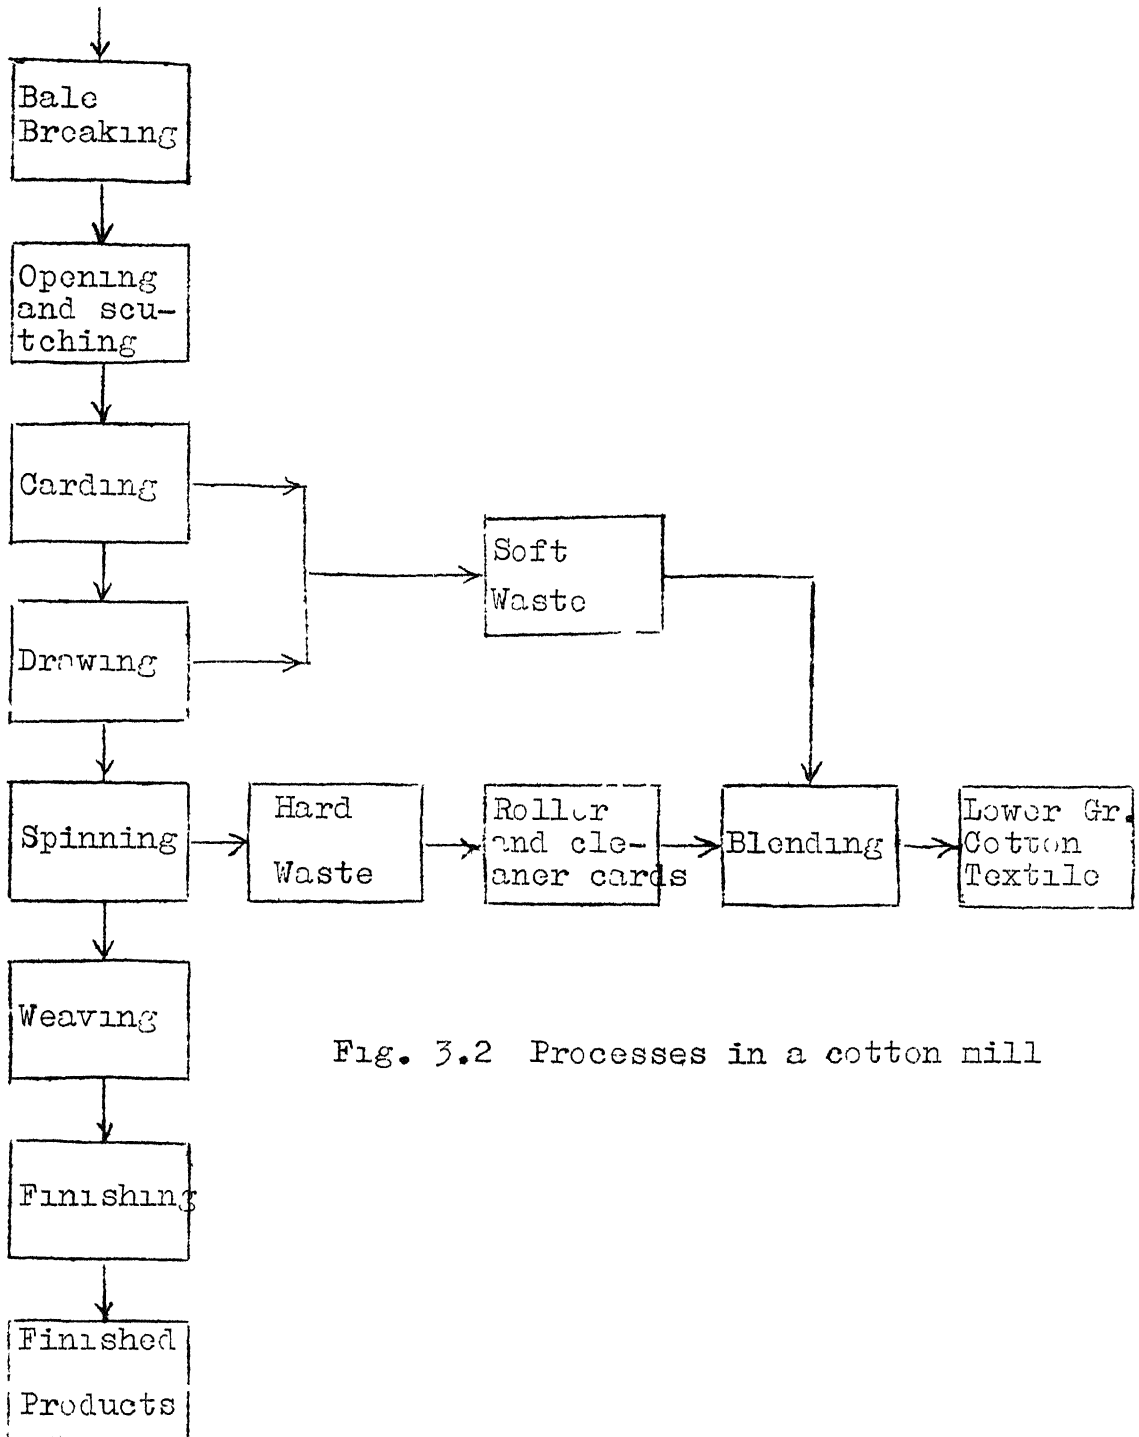 Bale
Breaking
Opening
and scu-
tching
Carding
Soft
Waste
Drawing
Spinning
Hard
Waste
Roller
and cle-
aner cards
Blending
Lower Gr.
Cotton
Textile
Weaving
Fig. 3.2 Processes in a cotton mill
Finishing
Finished
Products